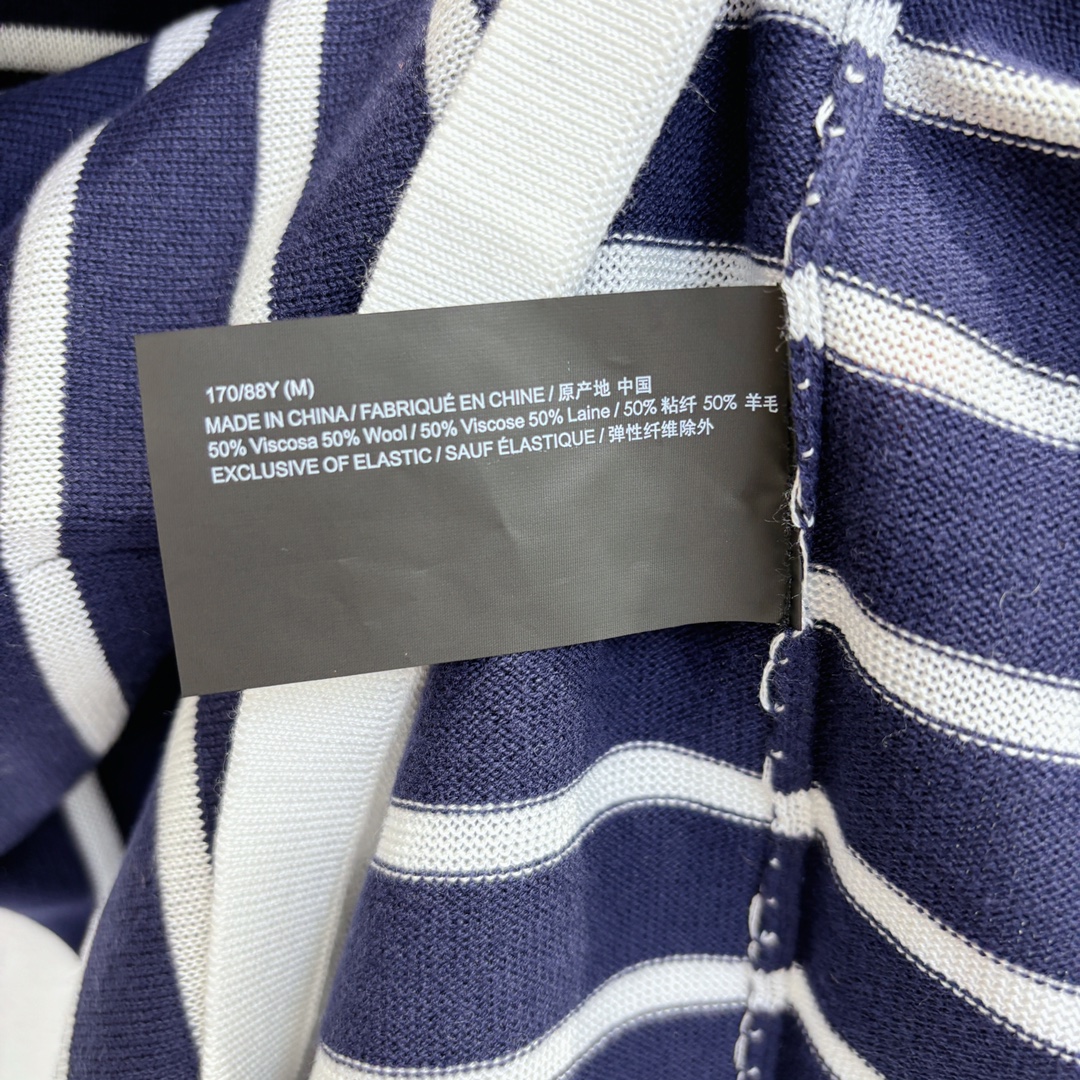 170/88Y (M)
MADE IN CHINA / FABRIQUÉ EN CHINE / 原产地 中国
50% Viscosa 50% Wool / 50% Viscose 50% Laine / 50% 粘纤 50% 羊毛
EXCLUSIVE OF ELASTIC / SAUF ÉLASTIQUE / 弹性纤维除外